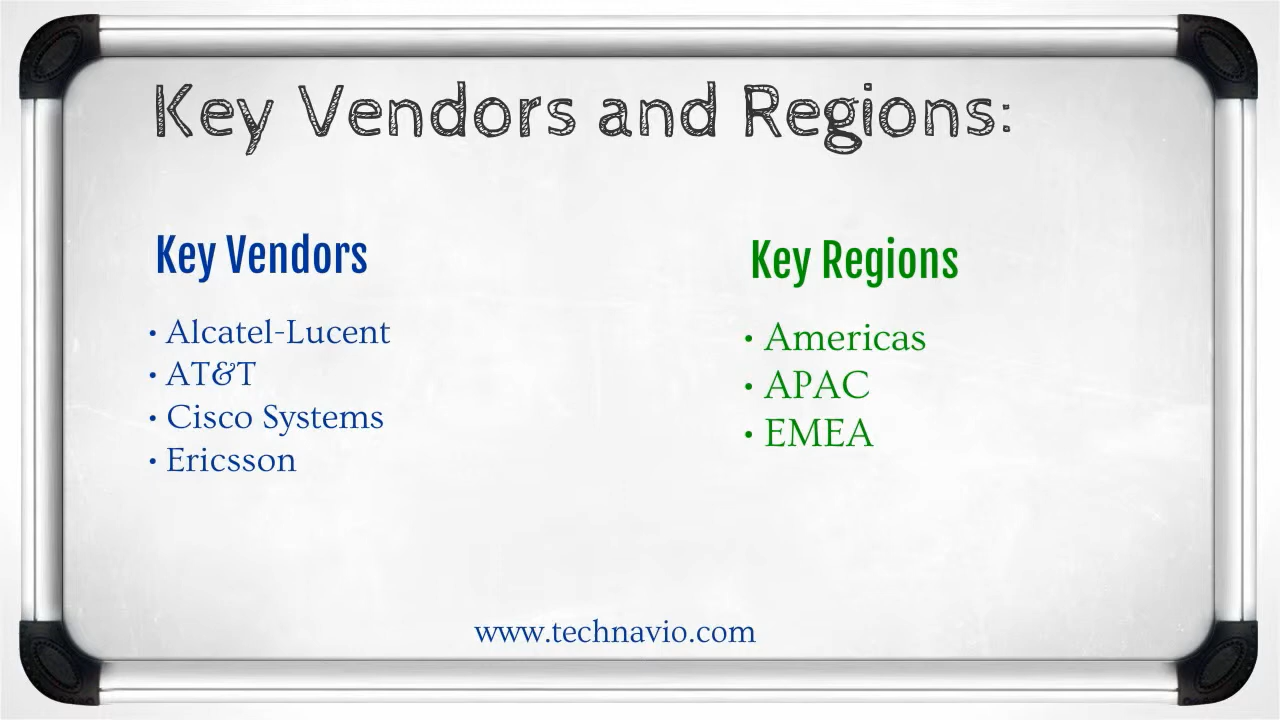 Key Vendors and Regions:
Key Vendors
• Alcatel-Lucent
• AT&T
• Cisco Systems
• Ericsson
Key Regions
• Americas
• APAC
• EMEA
www.technavio.com